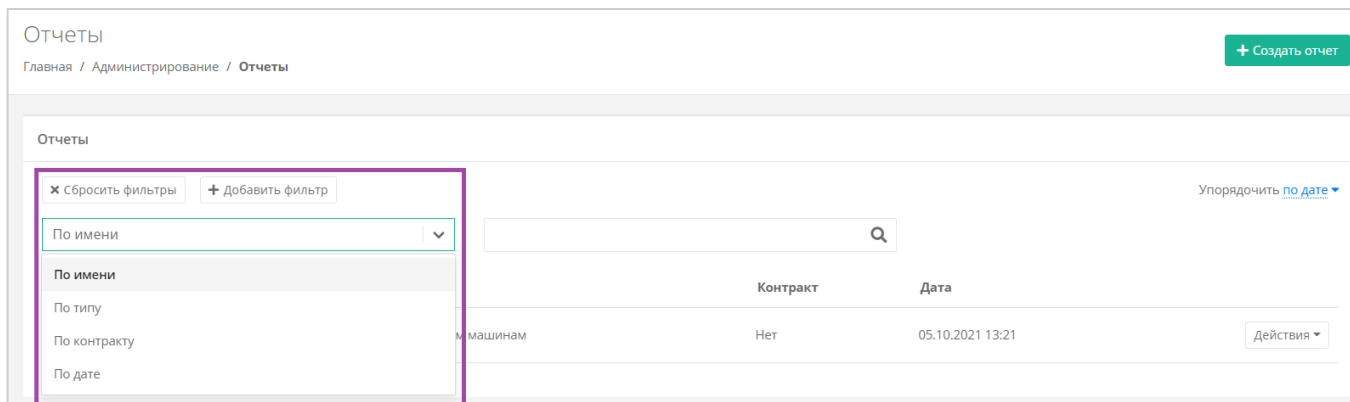 Отчеты
+ Создать отчет
Главная / Администрирование / Отчеты
Отчеты
Сбросить фильтры + Добавить фильтр Упорядочить по дате
По имени
По имени Контракт Дата
По типу
машинам Нет 05.10.2021 13:21 Действия
По контракту
По дате